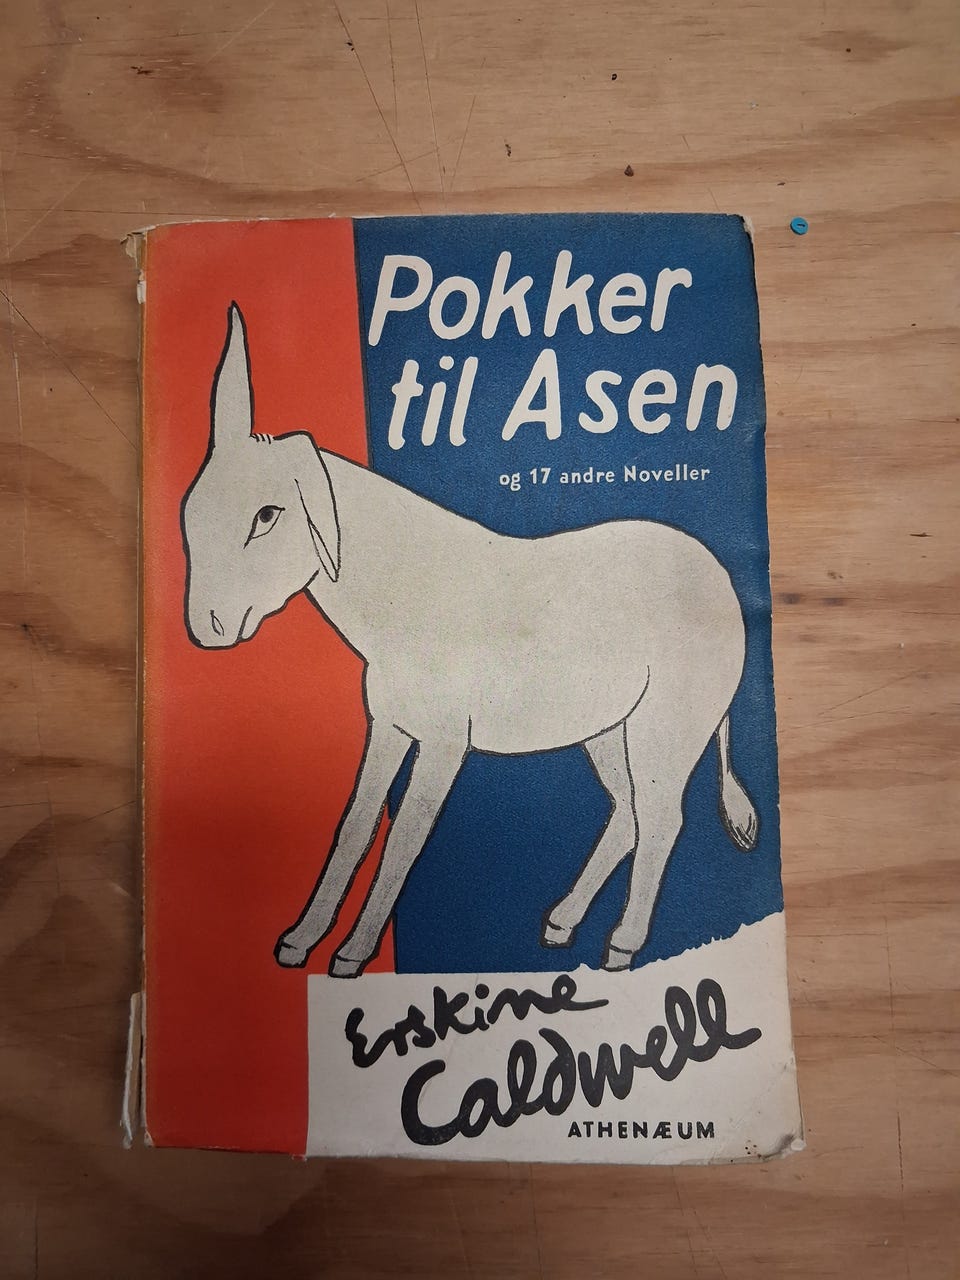 Pokker
til Asen
og 17 andre Noveller
Erskine
Caldwell
ATHENÆUM